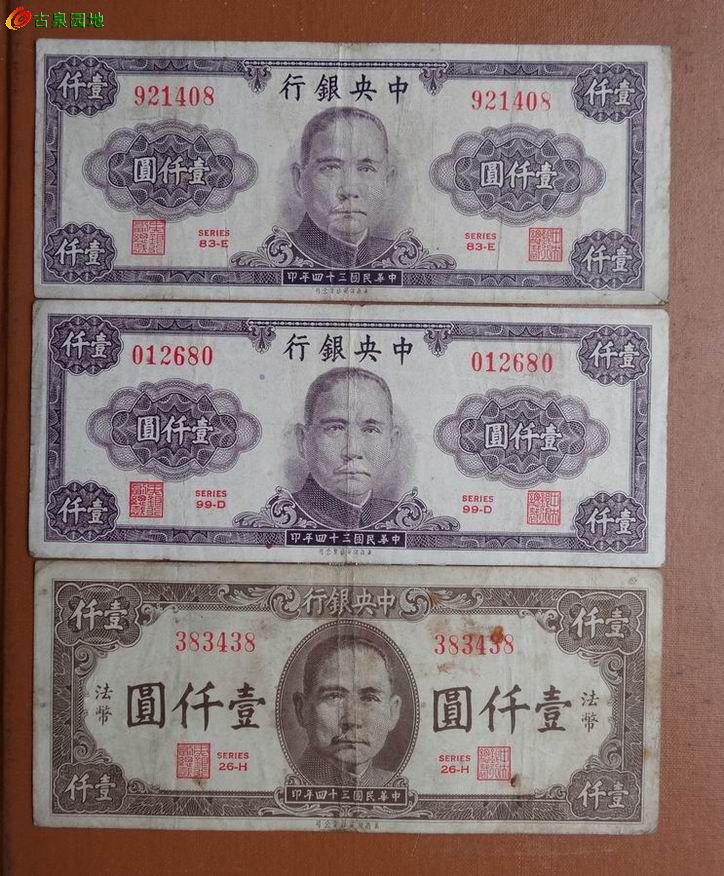 古泉园地
壹仟
中央銀行
壹仟
921408
921408
壹仟圓
壹仟圓
SERIES
83-E
SERIES
83-E
壹仟
中華民國三十四年印
壹仟
壹仟
中央銀行
壹仟
012680
012680
壹仟圓
壹仟圓
SERIES
99-D
SERIES
99-D
壹仟
中華民國三十四年印
壹仟
壹仟
中央銀行
壹仟
383438
383438
法幣
壹仟圓
壹仟圓
法幣
SERIES
26-H
SERIES
26-H
壹仟
中華民國三十四年印
壹仟